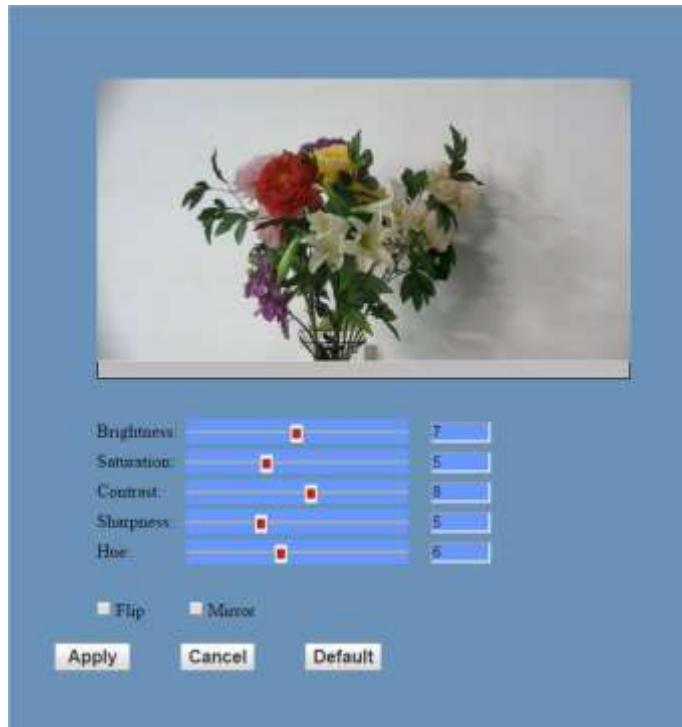 Brightness: 7
Saturation: 5
Contrast: 8
Sharpness: 5
Hue: 6
Flip Mirror
Apply Cancel Default